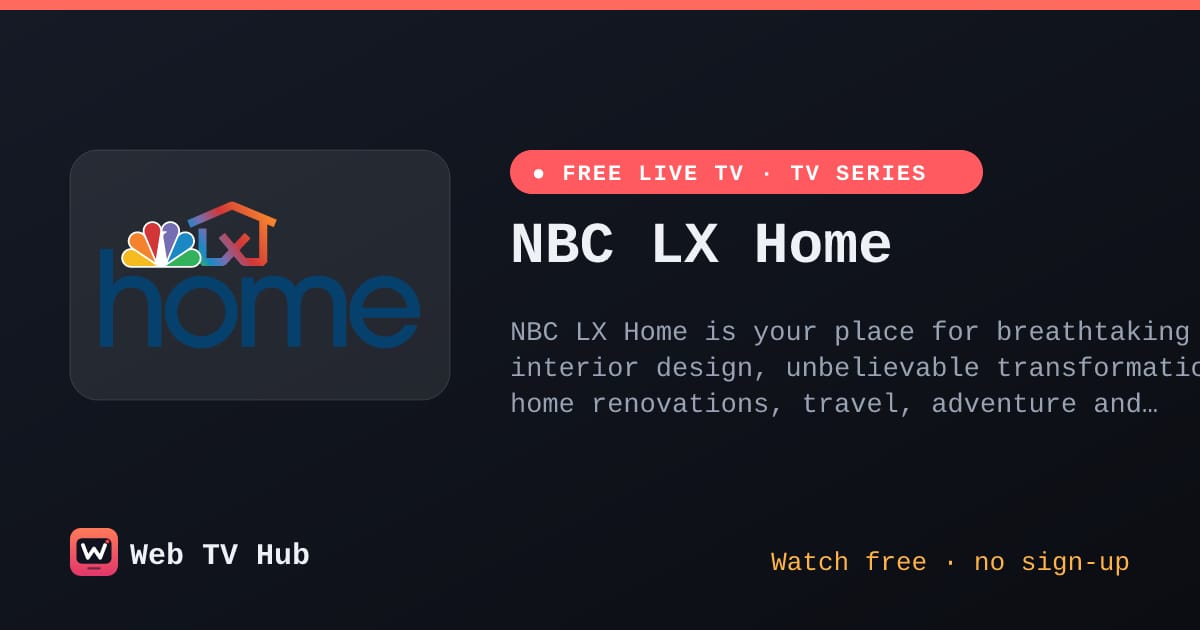 Lx
home
● FREE LIVE TV · TV SERIES
NBC LX Home
NBC LX Home is your place for breathtaking
interior design, unbelievable
home renovations, travel, adventure and…
W
Web TV Hub
Watch free · no sign-up